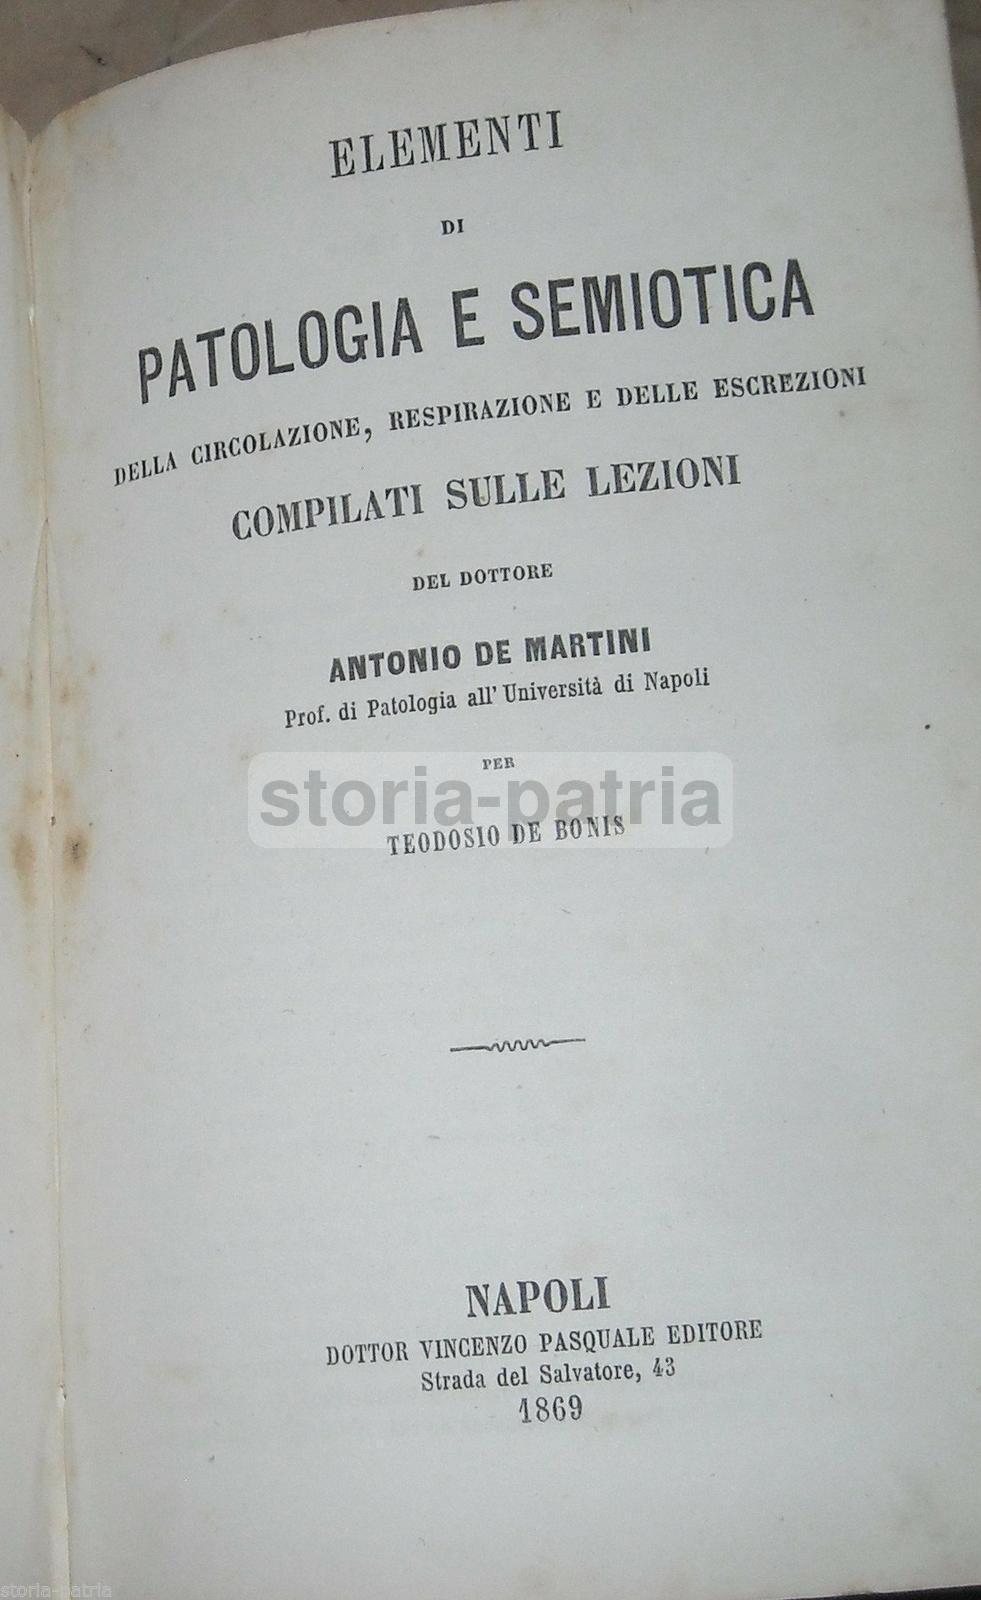 ELEMENTI
DI
PATOLOGIA E SEMIOTICA
DELLA CIRCOLAZIONE, RESPIRAZIONE E DELLE ESCREZIONI
COMPILATI SULLE LEZIONI
DEL DOTTORE
ANTONIO DE MARTINI
Prof. di Patologia all' Università di Napoli
PER
storia-patria
TEODOSIO DE BONIS
NAPOLI
DOTTOR VINCENZO PASQUALE EDITORE
Strada del Salvatore, 43
1869
storia-patria